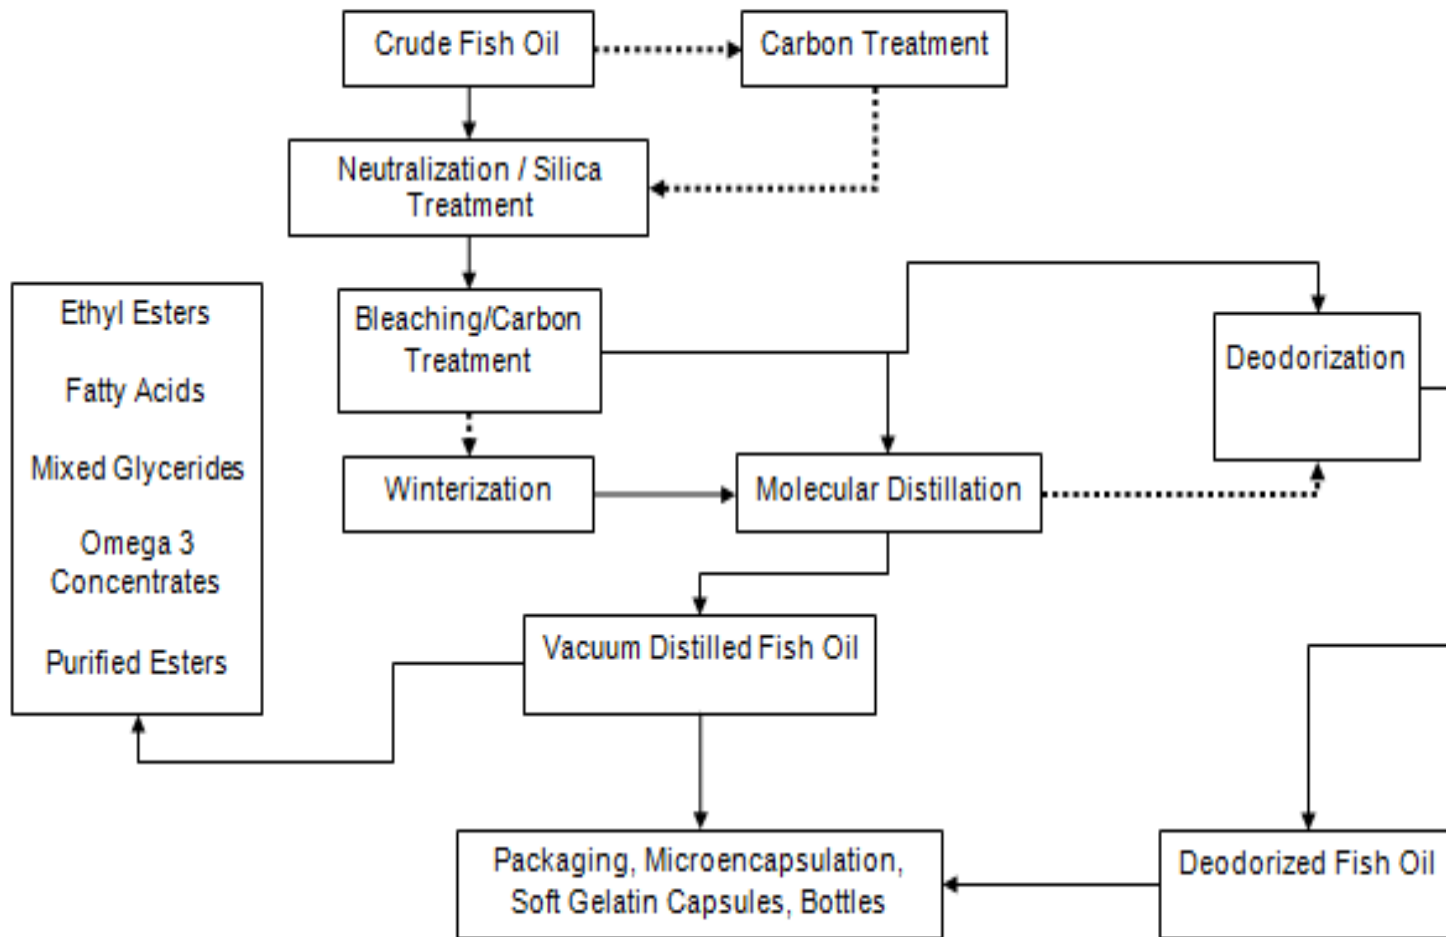 Crude Fish Oil
Carbon Treatment
Neutralization / Silica
Treatment
Ethyl Esters
Fatty Acids
Mixed Glycerides
Omega 3
Concentrates
Purified Esters
Bleaching/Carbon
Treatment
Deodorization
Winterization
Molecular Distillation
Vacuum Distilled Fish Oil
Packaging, Microencapsulation,
Soft Gelatin Capsules, Bottles
Deodorized Fish Oil